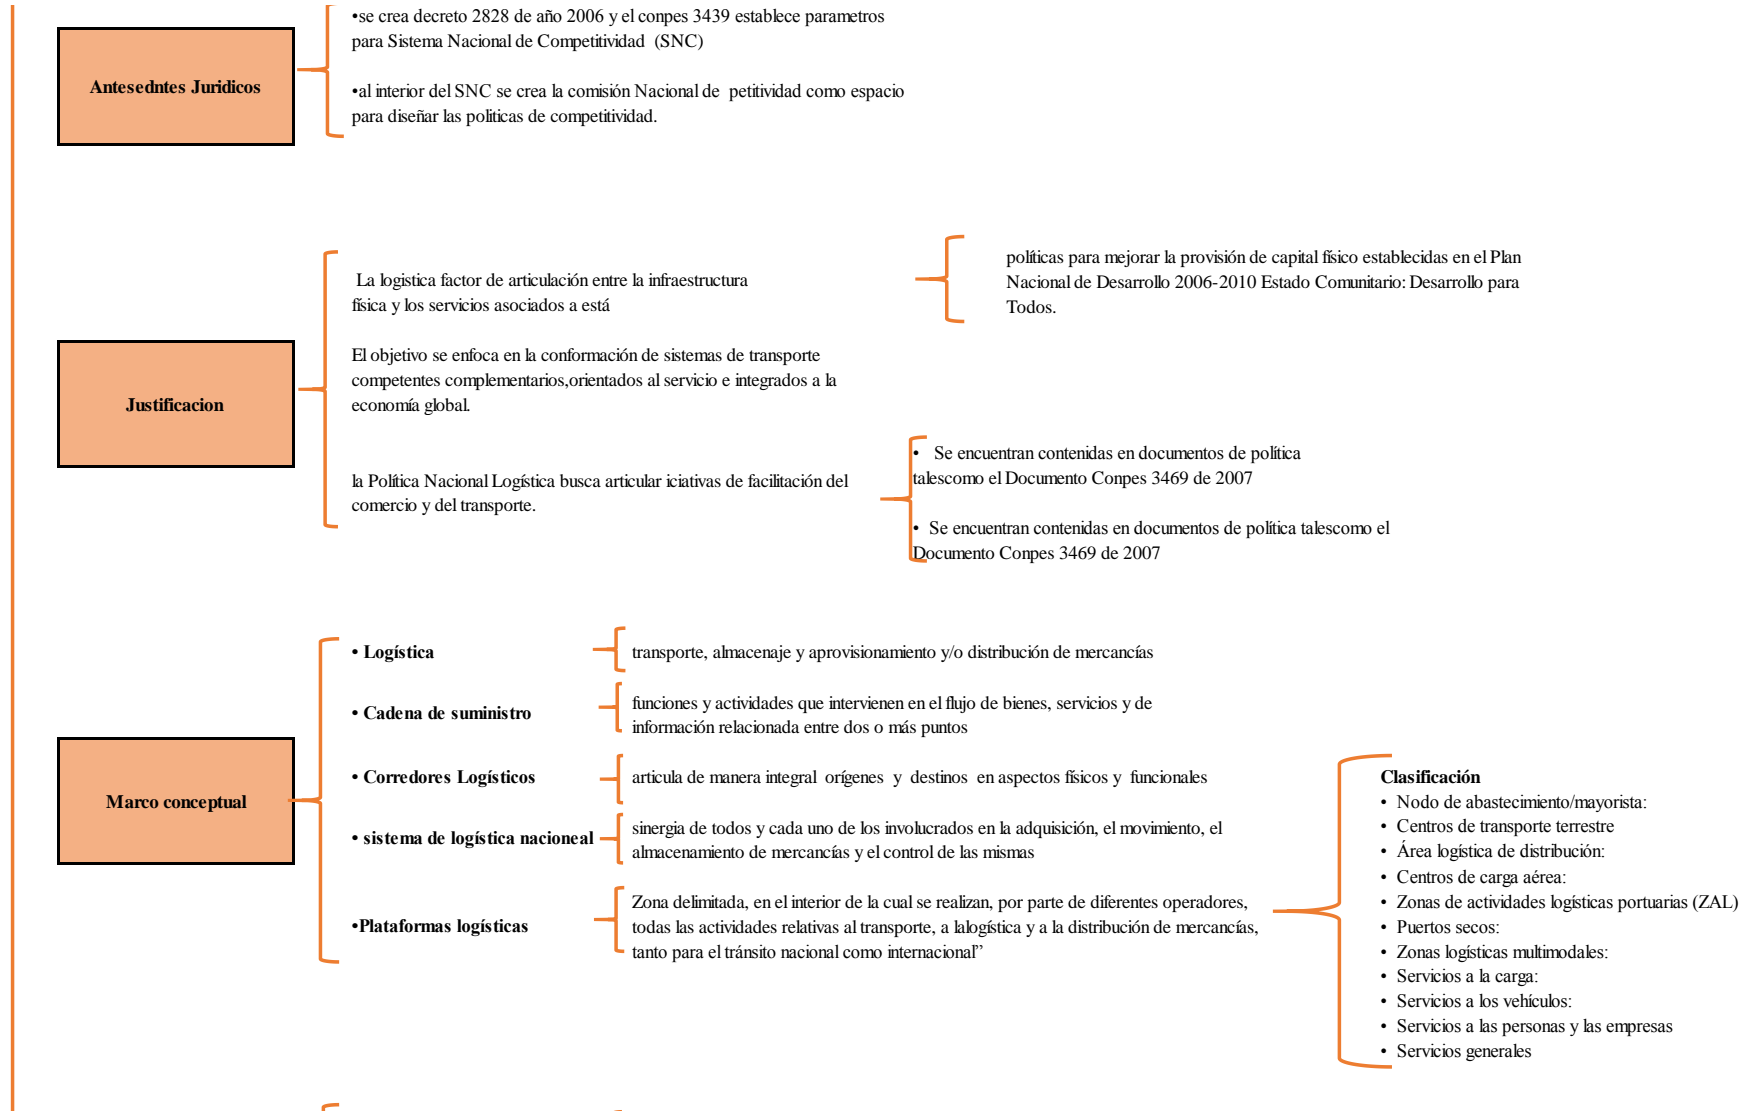 •se crea decreto 2828 de año 2006 y el conpes 3439 establece parametros
para Sistema Nacional de Competitividad (SNC)
Antesedntes Juridicos
•al interior del SNC se crea la comisión Nacional de petitividad como espacio
para diseñar las politicas de competitividad.
La logistica factor de articulación entre la infraestructura
física y los servicios asociados a está
políticas para mejorar la provisión de capital físico establecidas en el Plan
Nacional de Desarrollo 2006-2010 Estado Comunitario: Desarrollo para
Todos.
El objetivo se enfoca en la conformación de sistemas de transporte
competentes complementarios,orientados al servicio e integrados a la
economía global.
Justificacion
la Política Nacional Logística busca articular iciativas de facilitación del
comercio y del transporte.
• Se encuentran contenidas en documentos de política
talescomo el Documento Conpes 3469 de 2007
• Se encuentran contenidas en documentos de política talescomo el
Documento Conpes 3469 de 2007
Marco conceptual
• Logística
transporte, almacenaje y aprovisionamiento y/o distribución de mercancías
• Cadena de suministro
funciones y actividades que intervienen en el flujo de bienes, servicios y de
información relacionada entre dos o más puntos
• Corredores Logísticos
articula de manera integral orígenes y destinos en aspectos físicos y funcionales
• sistema de logística nacioneal
sinergia de todos y cada uno de los involucrados en la adquisición, el movimiento, el
almacenamiento de mercancías y el control de las mismas
•Plataformas logísticas
Zona delimitada, en el interior de la cual se realizan, por parte de diferentes operadores,
todas las actividades relativas al transporte, a lalogística y a la distribución de mercancías,
tanto para el tránsito nacional como internacional”
Clasificación
• Nodo de abastecimiento/mayorista:
• Centros de transporte terrestre
• Área logística de distribución:
• Centros de carga aérea:
• Zonas de actividades logísticas portuarias (ZAL)
• Puertos secos:
• Zonas logísticas multimodales:
• Servicios a la carga:
• Servicios a los vehículos:
• Servicios a las personas y las empresas
• Servicios generales